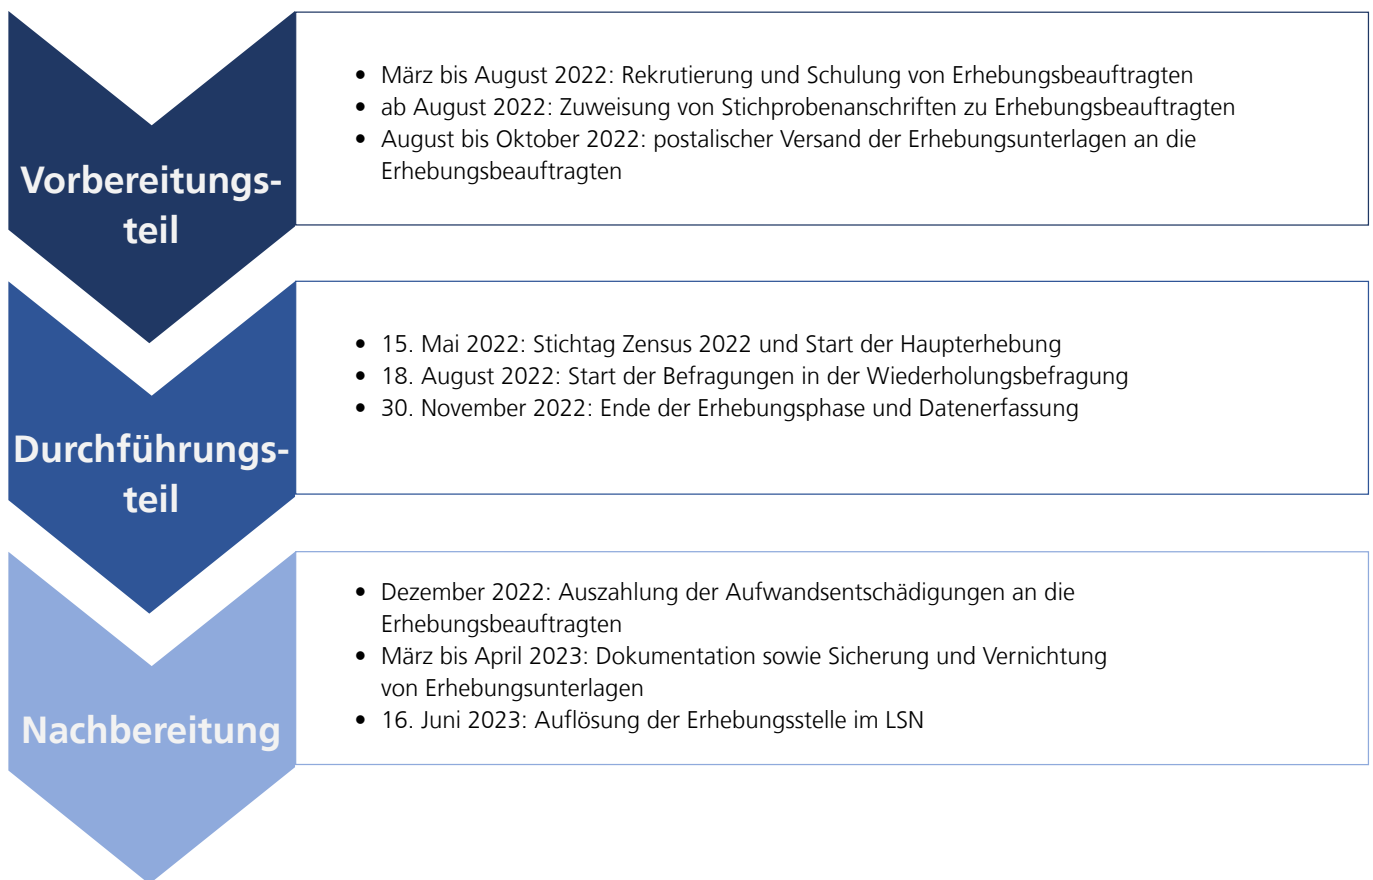 Vorbereitungs-
teil
• März bis August 2022: Rekrutierung und Schulung von Erhebungsbeauftragten
• ab August 2022: Zuweisung von Stichprobenanschriften zu Erhebungsbeauftragten
• August bis Oktober 2022: postalischer Versand der Erhebungsunterlagen an die
Erhebungsbeauftragten
Durchführungs-
teil
• 15. Mai 2022: Stichtag Zensus 2022 und Start der Haupterhebung
• 18. August 2022: Start der Befragungen in der Wiederholungsbefragung
• 30. November 2022: Ende der Erhebungsphase und Datenerfassung
Nachbereitung
• Dezember 2022: Auszahlung der Aufwandsentschädigungen an die
Erhebungsbeauftragten
• März bis April 2023: Dokumentation sowie Sicherung und Vernichtung
von Erhebungsunterlagen
• 16. Juni 2023: Auflösung der Erhebungsstelle im LSN